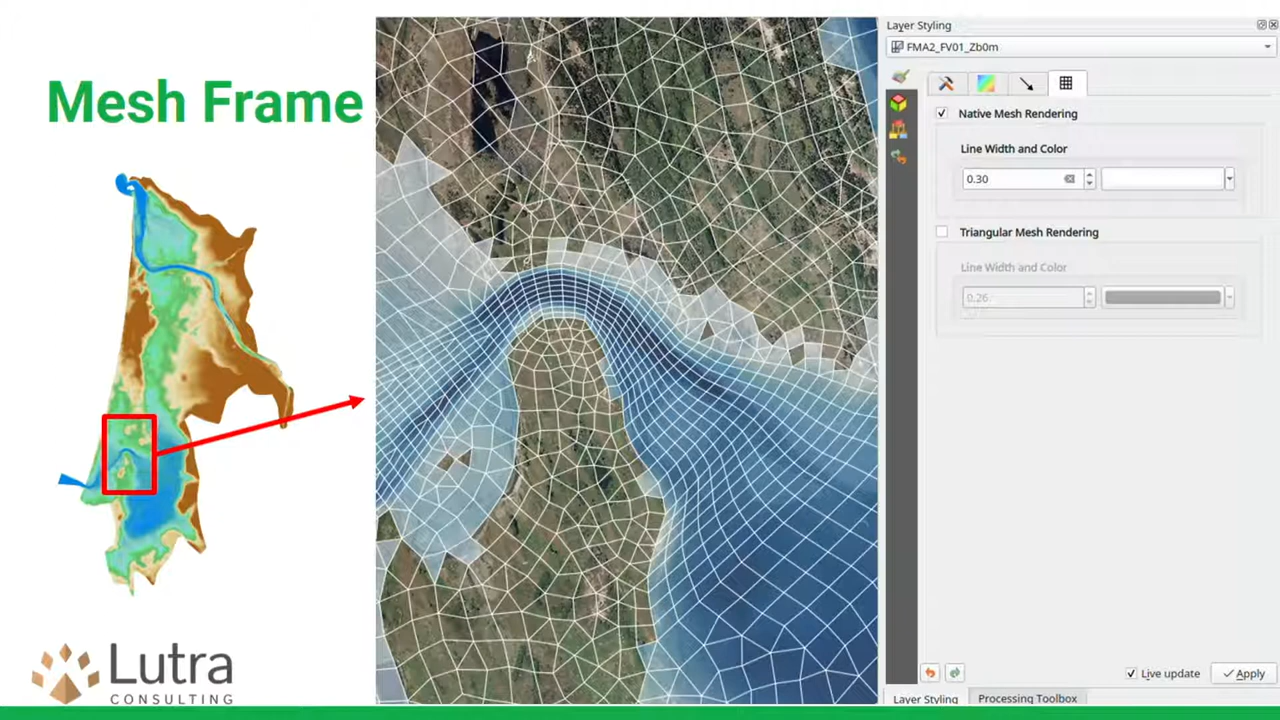 Mesh Frame
Lutra
CONSULTING
Layer Styling
FMA2_FV01_Zb0m
Native Mesh Rendering
Line Width and Color
0.30
Triangular Mesh Rendering
Line Width and Color
0.26
Live update
Apply
Layer Styling
Processing Toolbox